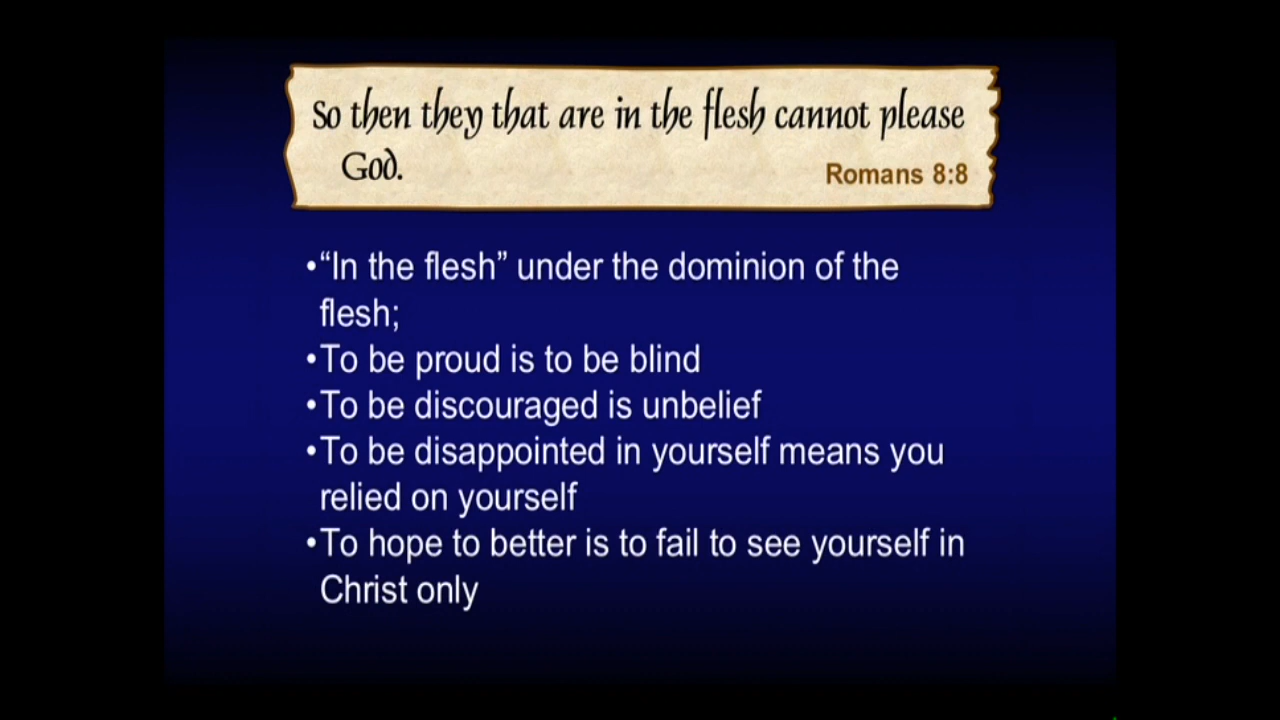 So then they that are in the flesh cannot please
God.
Romans 8:8
•“In the flesh” under the dominion of the
flesh;
•To be proud is to be blind
•To be discouraged is unbelief
•To be disappointed in yourself means you
relied on yourself
•To hope to better is to fail to see yourself in
Christ only